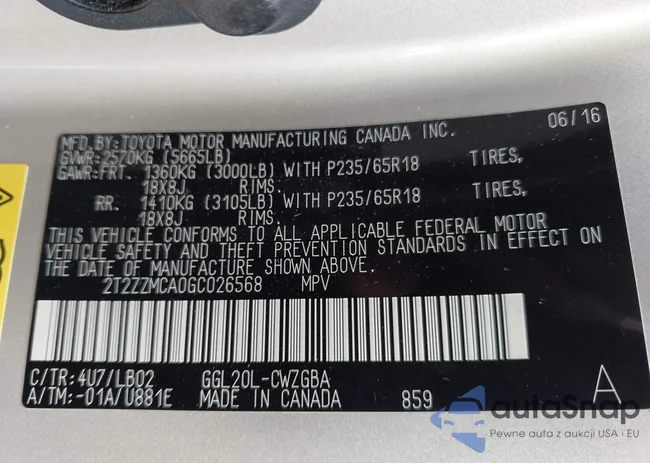 MFD.BY:TOYOTA MOTOR MANUFACTURING CANADA INC. 06/16
GVWR:2570KG (5665LB)
GAWR:FRT. 1360KG (3000LB) WITH P235/65R18 TIRES,
18X8J RIMS.
RR. 1410KG (3105LB) WITH P235/65R18 TIRES,
18X8J RIMS.
THIS VEHICLE CONFORMS TO ALL APPLICABLE FEDERAL MOTOR
VEHICLE SAFETY AND THEFT PREVENTION STANDARDS IN EFFECT ON
THE DATE OF MANUFACTURE SHOWN ABOVE.
2T2ZZMCA0GC026568 MPV
C/TR:4U7/LB02 GGL20L-CWZGBA
A/TM:-01A/U881E MADE IN CANADA 859 A
autoSnap
Pewne auta z aukcji USA i EU